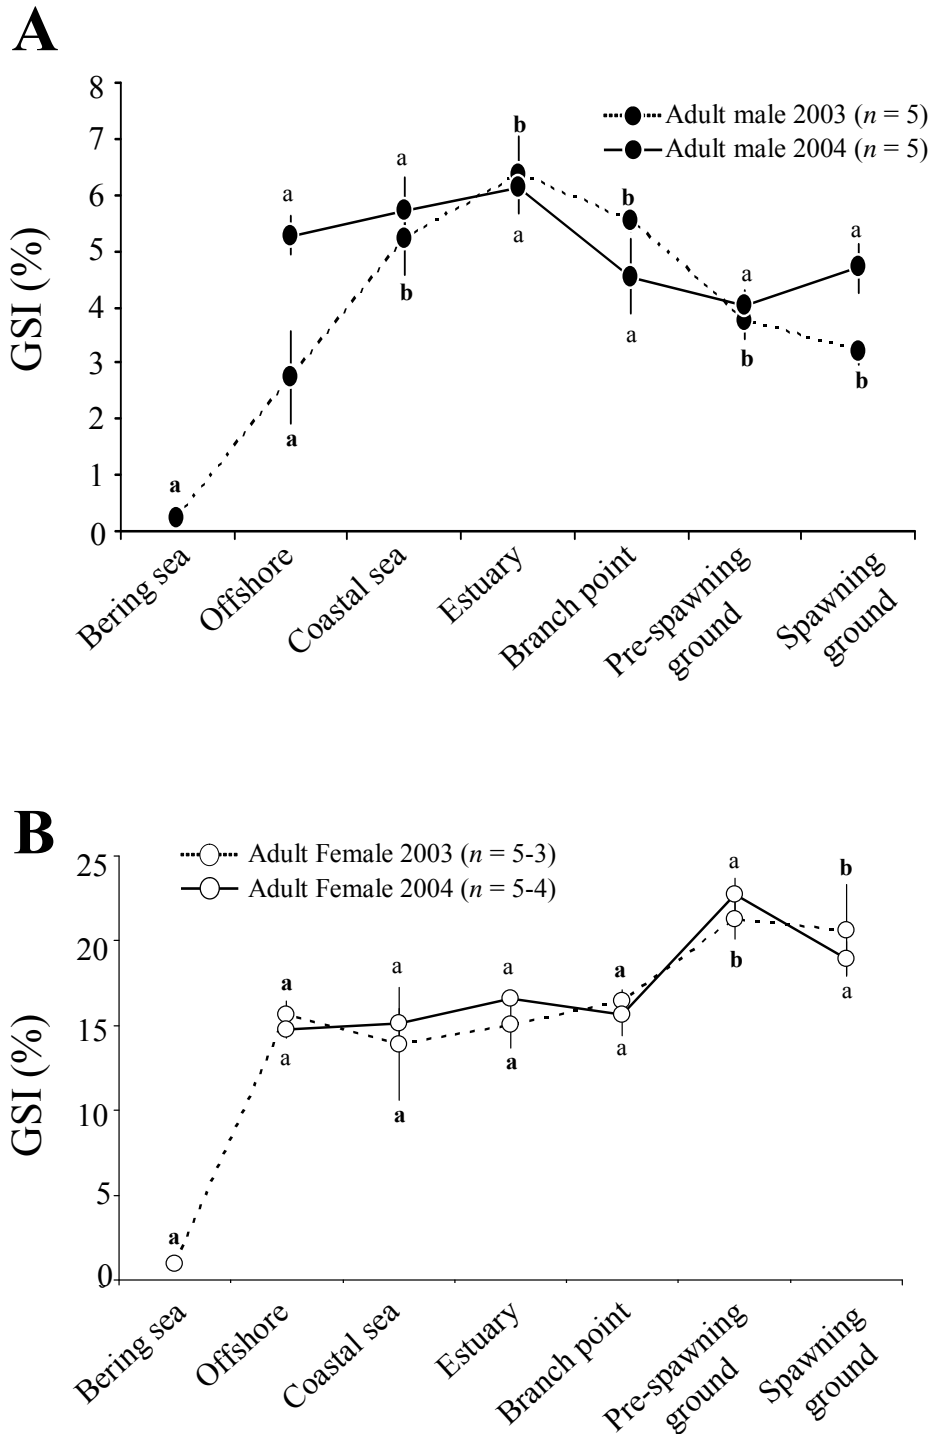 A
8
7
6
5
4
3
2
1
0
GSI (%)
Adult male 2003 (n = 5)
Adult male 2004 (n = 5)
a
a
a
a
b
b
a
b
a
a
b
a
b
Bering sea
Offshore
Coastal sea
Estuary
Branch point
Pre-spawning
ground
Spawning
ground
B
25
20
15
10
5
0
GSI (%)
Adult Female 2003 (n = 5-3)
Adult Female 2004 (n = 5-4)
a
a
a
a
a
a
a
a
a
a
b
b
a
Bering sea
Offshore
Coastal sea
Estuary
Branch point
Pre-spawning
ground
Spawning
ground